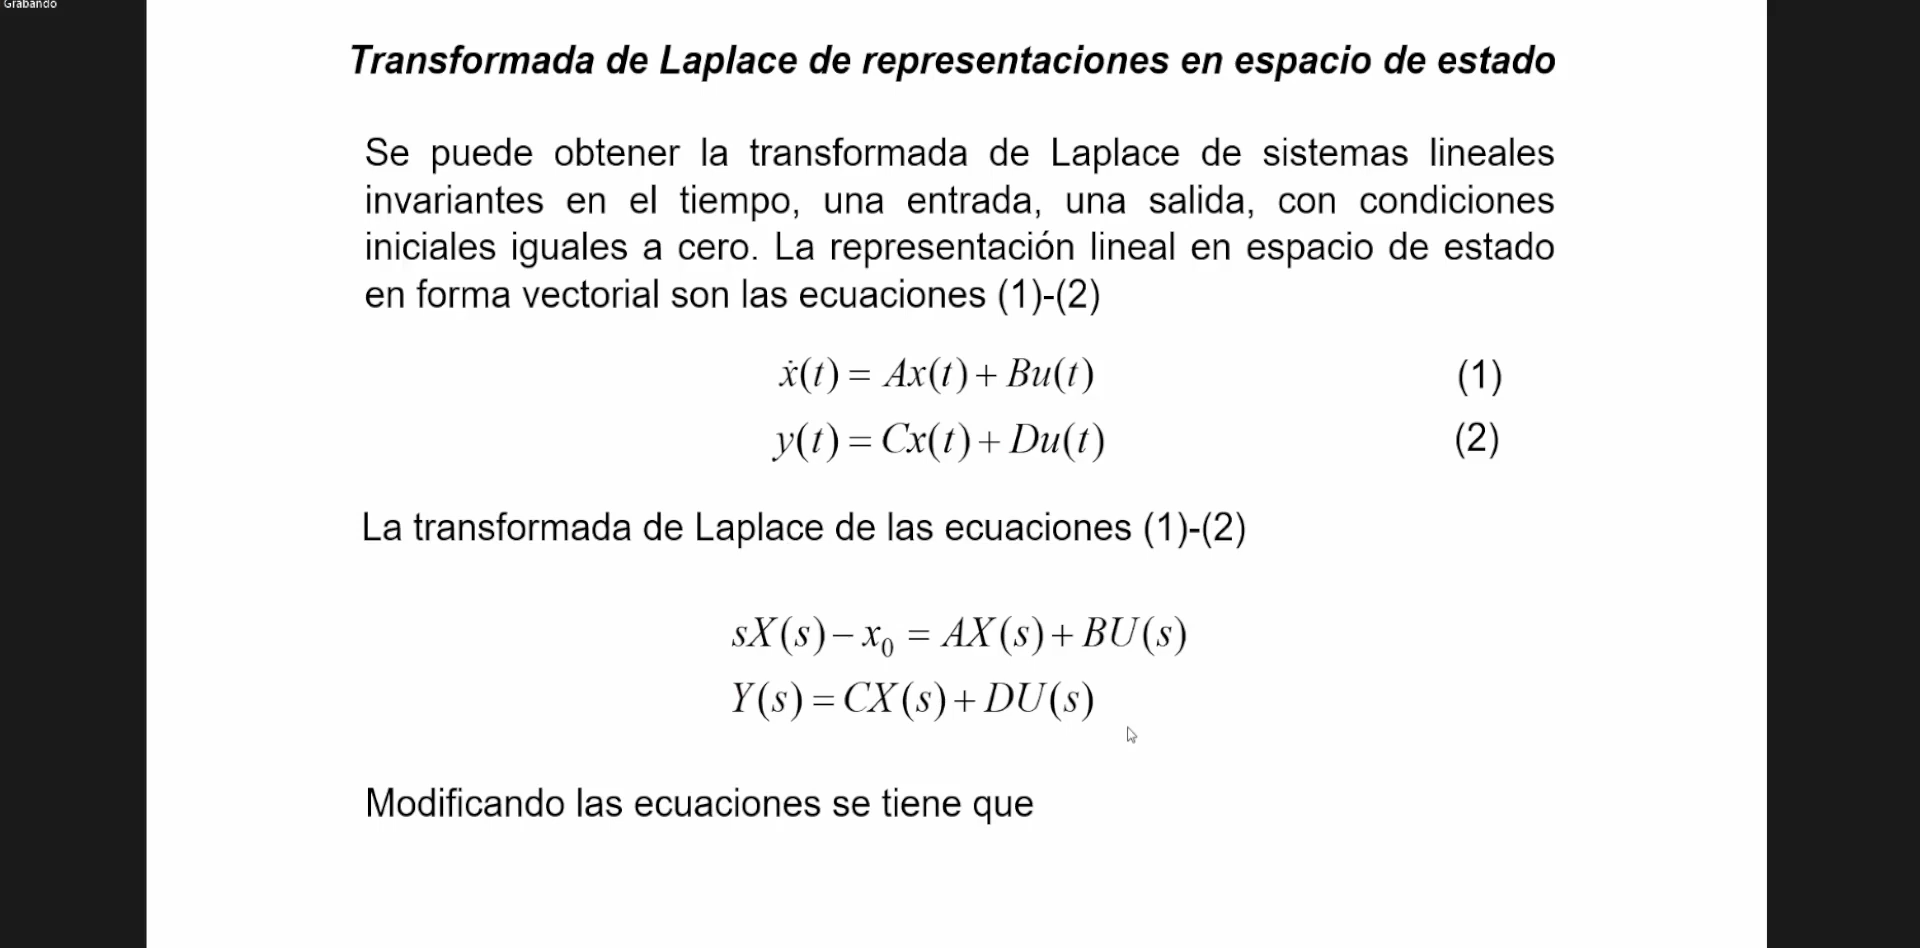 Grabando
Transformada de Laplace de representaciones en espacio de estado
Se puede obtener la transformada de Laplace de sistemas lineales
invariantes en el tiempo, una entrada, una salida, con condiciones
iniciales iguales a cero. La representación lineal en espacio de estado
en forma vectorial son las ecuaciones (1)-(2)
ẋ(t) = Ax(t) + Bu(t) (1)
y(t) = Cx(t) + Du(t) (2)
La transformada de Laplace de las ecuaciones (1)-(2)
sX(s) − x₀ = AX(s) + BU(s)
Y(s) = CX(s) + DU(s)
Modificando las ecuaciones se tiene que